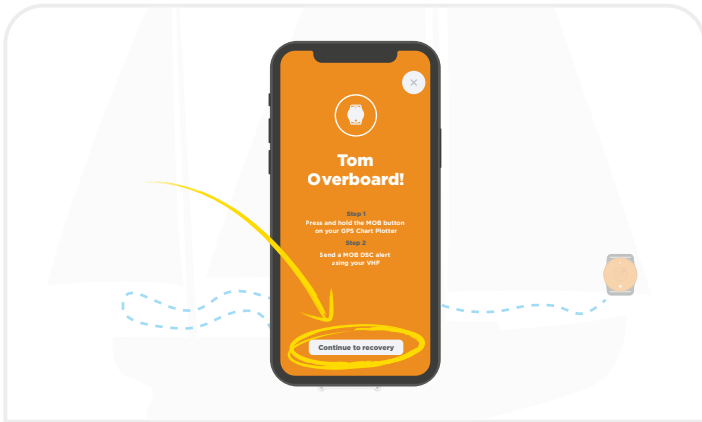 Tom
Overboard!
Step 1
Press and hold the MOB button
on your GPS Chart Plotter
Step 2
Send a MOB DSC alert
using your VHF
Continue to recovery